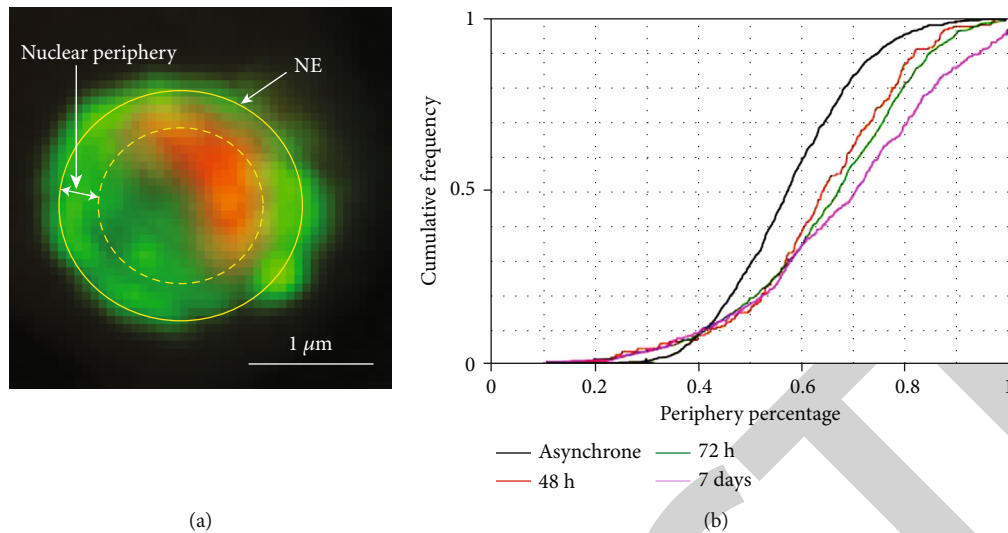 Nuclear periphery
NE
1 μm
(a)
1
0.5
0
Cumulative frequency
0
0.2
0.4
0.6
0.8
1
Periphery percentage
Asynchrone
72 h
48 h
7 days
(b)